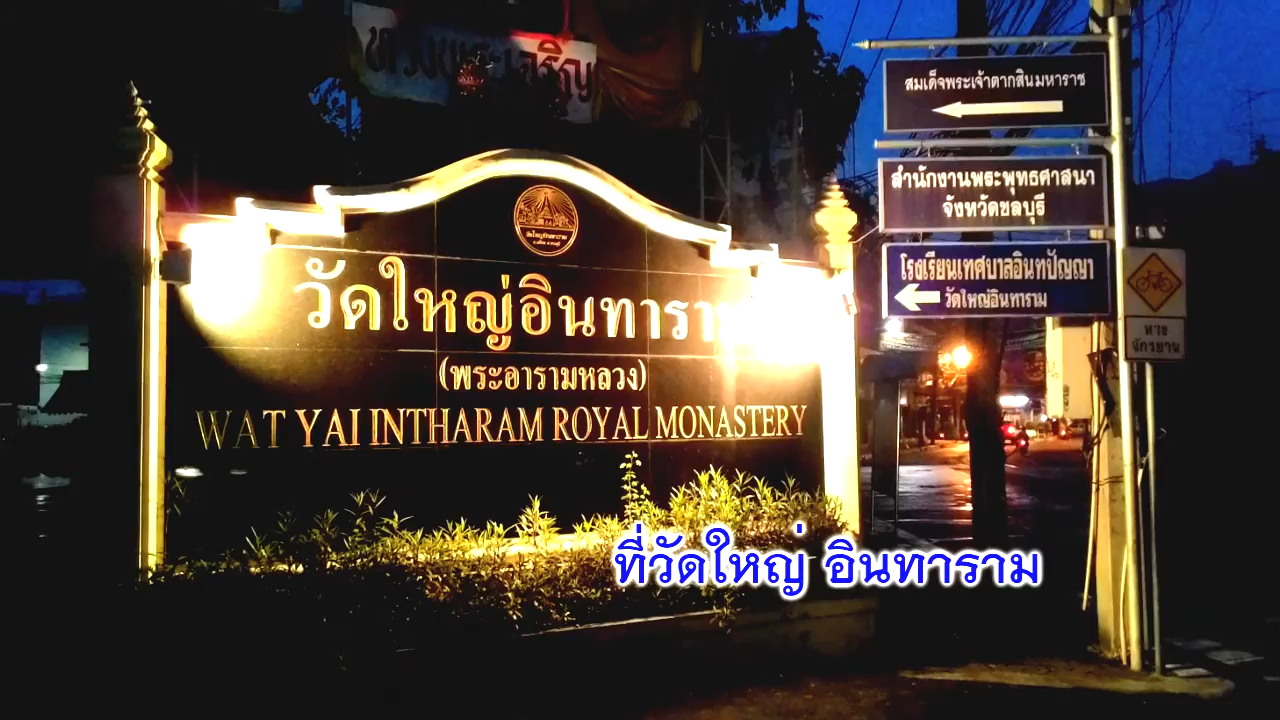 วัดใหญ่อินทาราม
(พระอารามหลวง)
WAT YAI INTHARAM ROYAL MONASTERY
สมเด็จพระเจ้าตากสินมหาราช
สำนักงานพระพุทธศาสนา
จังหวัดชลบุรี
โรงเรียนเทศบาลอินทปัญญา
วัดใหญ่อินทาราม
ทาง
จักรยาน
ที่วัดใหญ่ อินทาราม